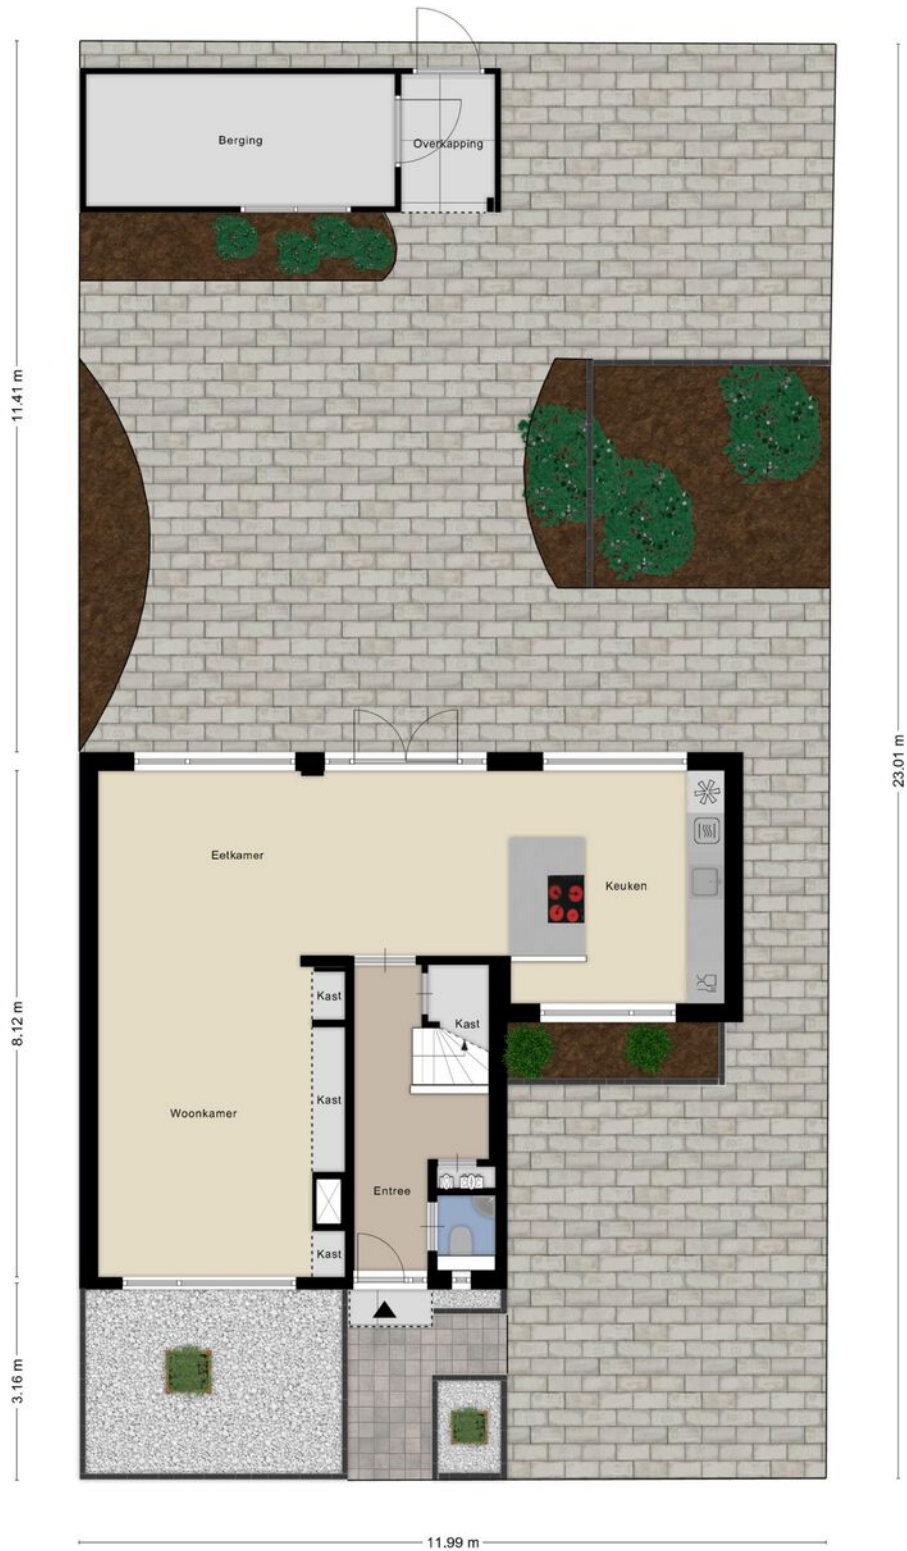 Berging
Overkapping
11.41 m
23.01 m
Eetkamer
Keuken
Kast
Kast
8.12 m
Kast
Woonkamer
Entree
Kast
3.16 m
11.99 m